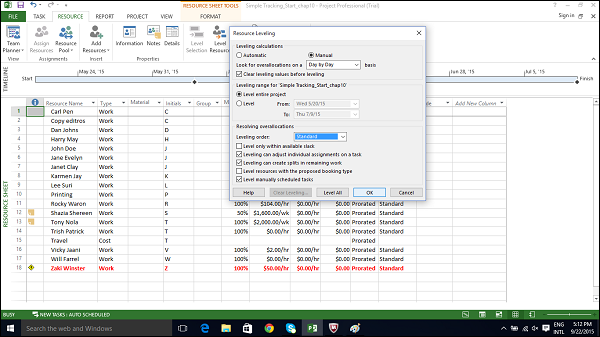 RESOURCE SHEET TOOLS
Simple.Tracking_Start_chap10 - Project Professional (Trial)
FILE TASK RESOURCE REPORT PROJECT VIEW FORMAT
Sign in
Team Planner
Assign Resources
Resource Pool
Add Resources
Information
Notes
Details
Level Selection
View
Assignments
Insert
Properties
TIMELINE
May 24, '15
May 31, '15
Jun 28, '15
Jul 5, '15
Start
Finish
Resource Leveling
Leveling calculations
Automatic
Manual
Look for overallocations on a Day by Day basis
Clear leveling values before leveling
Leveling range for 'Simple Tracking_Start_chap10'
Level entire project
Level From: Wed 5/20/15
To: Thu 7/9/15
Resolving overallocations
Leveling order: Standard
Level only within available slack
Leveling can adjust individual assignments on a task
Leveling can create splits in remaining work
Level resources with the proposed booking type
Level manually scheduled tasks
Help Clear Leveling... Level All OK Cancel
RESOURCE SHEET
Resource Name Type Material Initials Group Add New Column
1 Carl Pen Work C
2 Copy editros Work C
3 Dan Johns Work D
4 Harry May Work H
5 John Doe Work J
6 Jane Evelyn Work J
7 Janet Clay Work J
8 Karmen Jay Work K
9 Lee Suri Work L
10 Printing Work P
11 Rocky Waron Work R 100% $104.00/hr $0.00/hr $0.00 Prorated Standard
12 Shazia Shereen Work S 50% $1,600.00/wk $0.00/hr $0.00 Prorated Standard
13 Tony Nola Work T 100% $2,000.00/wk $0.00/hr $0.00 Prorated Standard
14 Trish Patrick Work T 100% $0.00/hr $0.00/hr $0.00 Prorated Standard
15 Travel Cost T Prorated
16 Vicky Jaani Work V 100% $2.00/hr $0.00/hr $0.00 Prorated Standard
17 Will Farrel Work W 100% $0.00/hr $0.00/hr $0.00 Prorated Standard
18 Zaki Winster Work Z 100% $50.00/hr $0.00/hr $0.00 Prorated Standard
BUSY NEW TASKS : AUTO SCHEDULED
Search the web and Windows
ENG
INTL
5:12 PM
9/22/2015